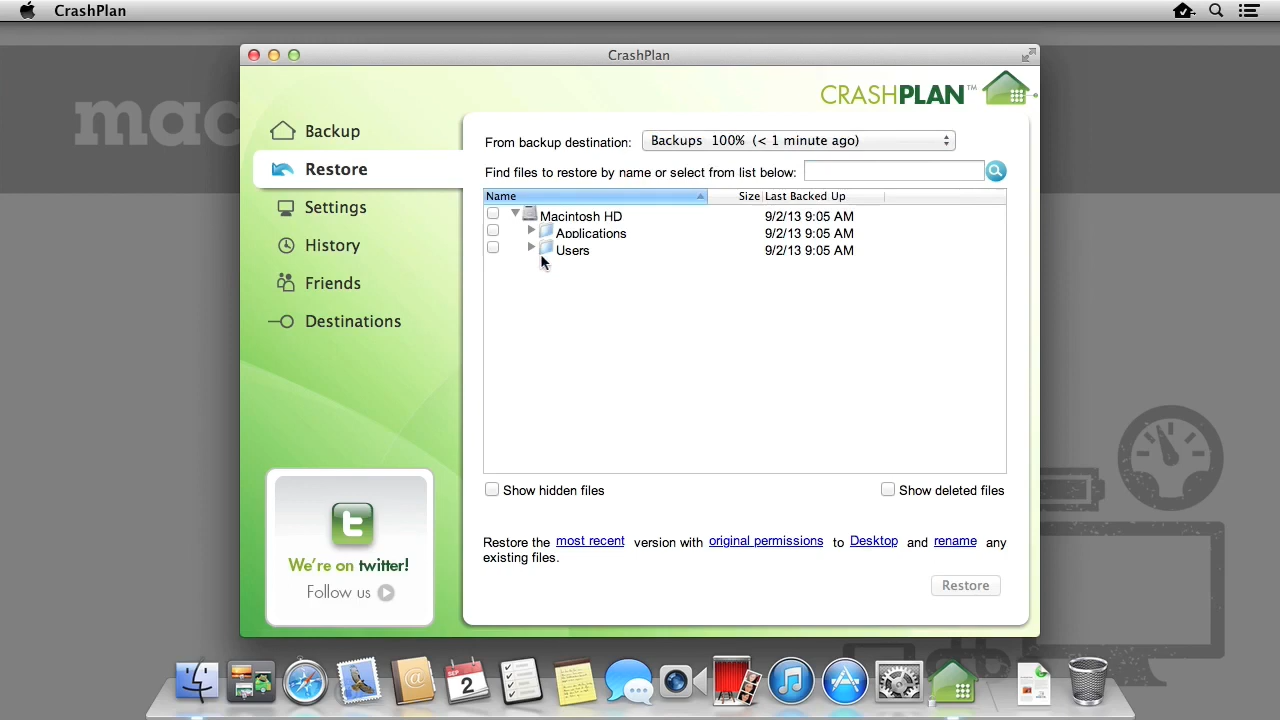 CrashPlan
CrashPlan
mac
CRASHPLAN™
Backup
Restore
Settings
History
Friends
Destinations
From backup destination: Backups 100% (< 1 minute ago)
Find files to restore by name or select from list below:
Name Size Last Backed Up
Macintosh HD 9/2/13 9:05 AM
Applications 9/2/13 9:05 AM
Users 9/2/13 9:05 AM
Show hidden files Show deleted files
Restore the most recent version with original permissions to Desktop and rename any
existing files.
Restore
We're on twitter!
Follow us
SEP
2